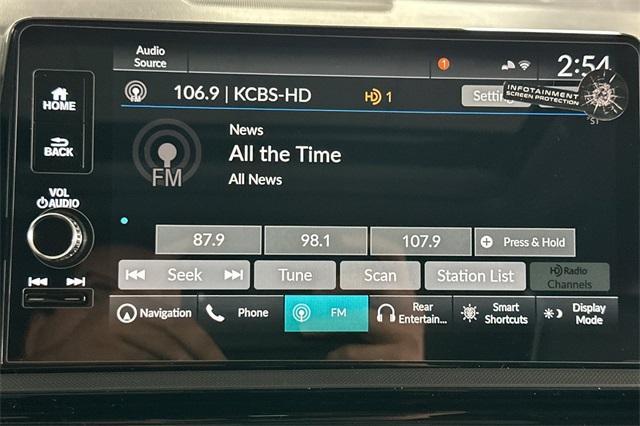 Audio
Source
1
2:54
HOME
BACK
VOL
AUDIO
FM
106.9 | KCBS-HD
HD 1
INFOTAINMENT
SCREEN PROTECTION
News
All the Time
All News
FM
87.9
98.1
107.9
+ Press & Hold
Seek
Tune
Scan
Station List
HD Radio
Channels
Navigation
Phone
FM
Rear
Entertain...
Smart
Shortcuts
Display
Mode